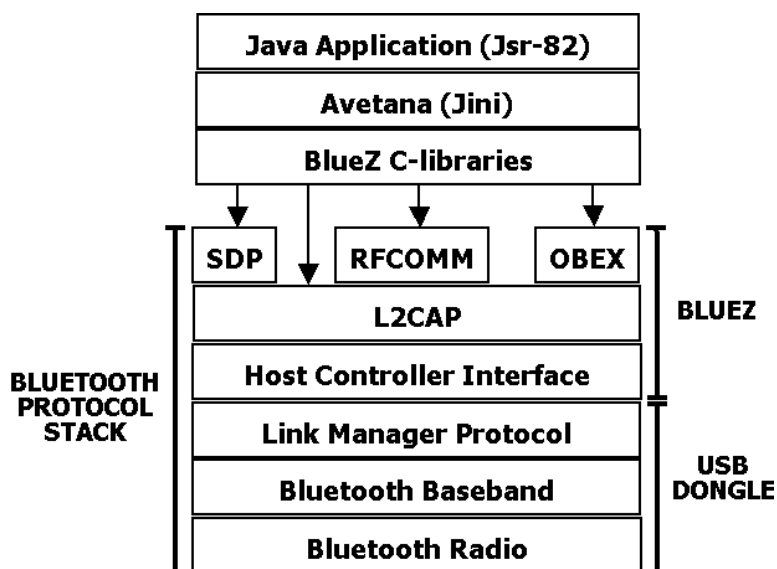 Java Application (Jsr-82)
Avetana (Jini)
BlueZ C-libraries
SDP
RFCOMM
OBEX
L2CAP
BLUEZ
Host Controller Interface
BLUETOOTH
PROTOCOL
STACK
Link Manager Protocol
USB
DONGLE
Bluetooth Baseband
Bluetooth Radio